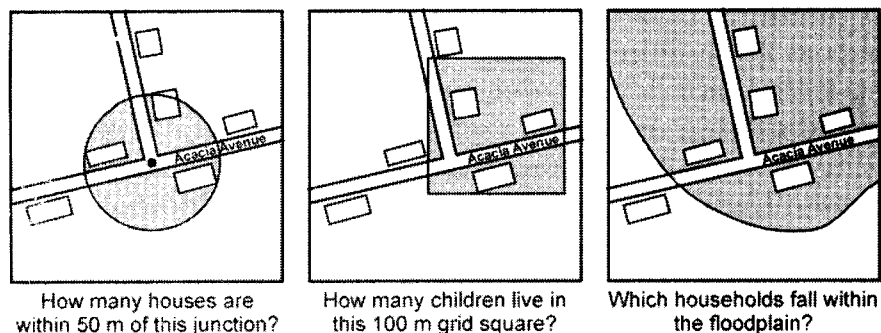 Acacia Avenue
Acacia Avenue
Acacia Avenue
How many houses are
within 50 m of this junction?
How many children live in
this 100 m grid square?
Which households fall within
the floodplain?